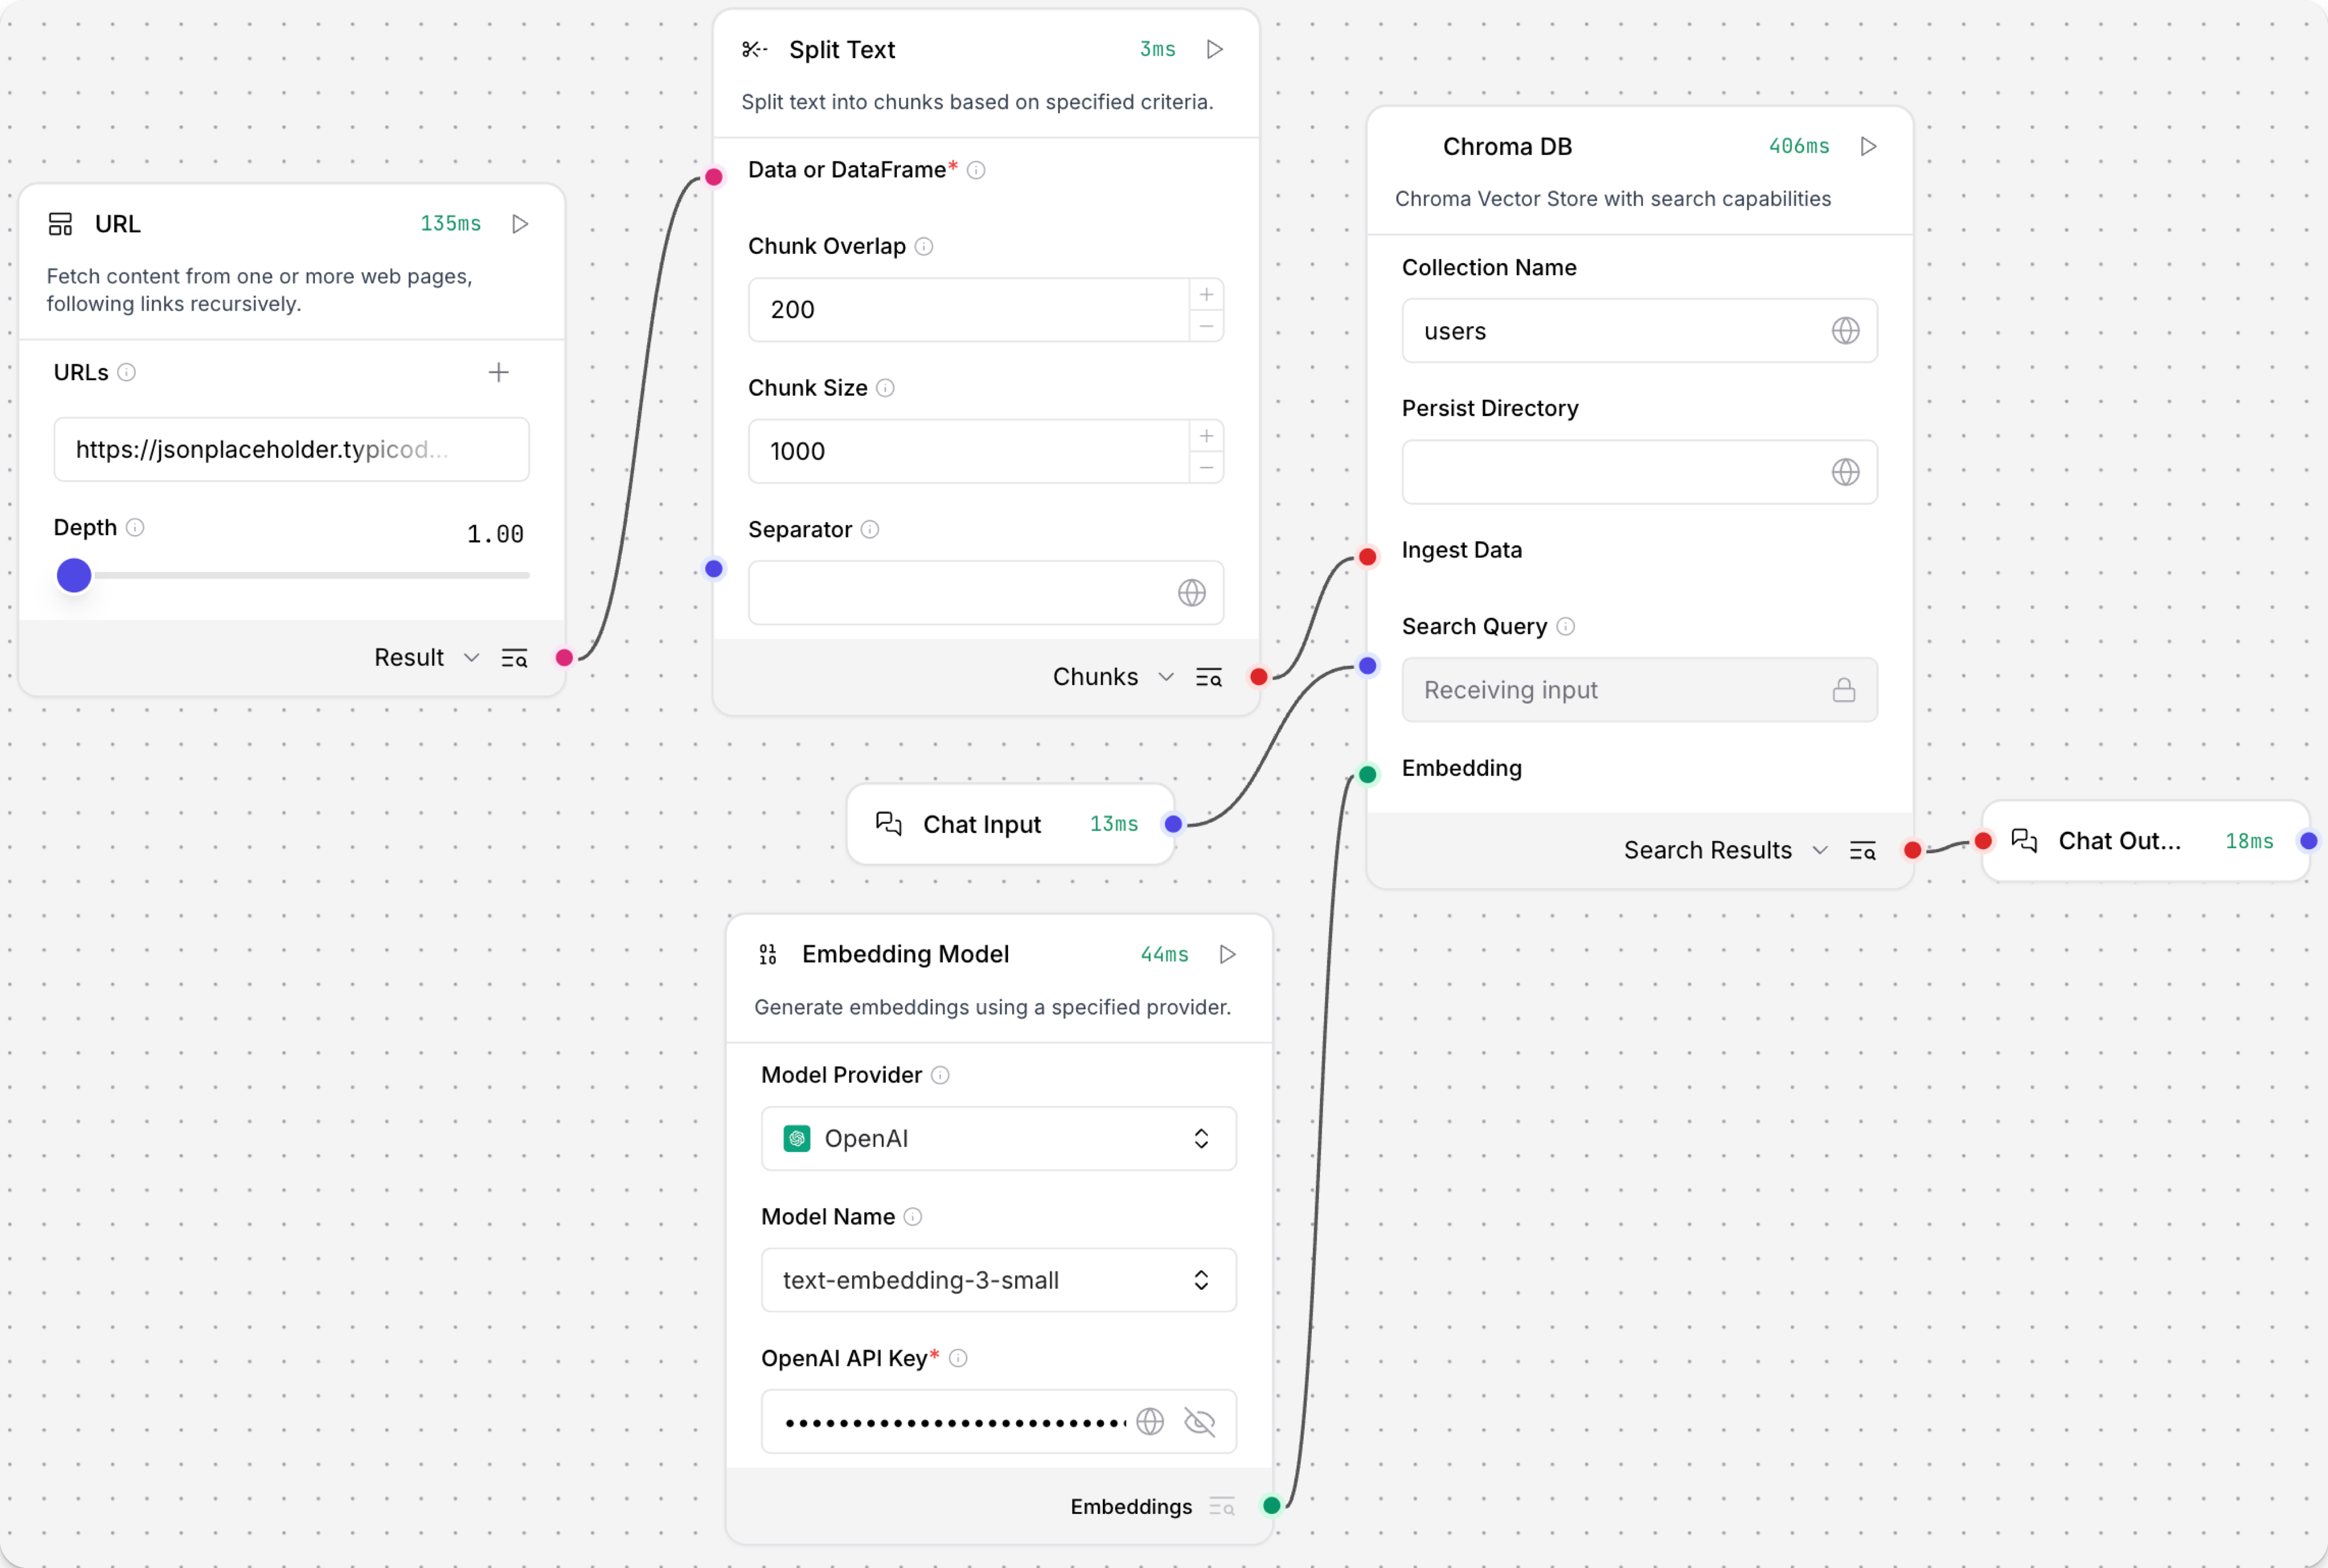 URL
135ms
Fetch content from one or more web pages,
following links recursively.
URLs
https://jsonplaceholder.typicod...
Depth
1.00
Result
Split Text
3ms
Split text into chunks based on specified criteria.
Data or DataFrame*
Chunk Overlap
200
Chunk Size
1000
Separator
Chunks
Chat Input
13ms
Embedding Model
44ms
Generate embeddings using a specified provider.
Model Provider
OpenAI
Model Name
text-embedding-3-small
OpenAI API Key*
Embeddings
Chroma DB
406ms
Chroma Vector Store with search capabilities
Collection Name
users
Persist Directory
Ingest Data
Search Query
Receiving input
Embedding
Search Results
Chat Out...
18ms